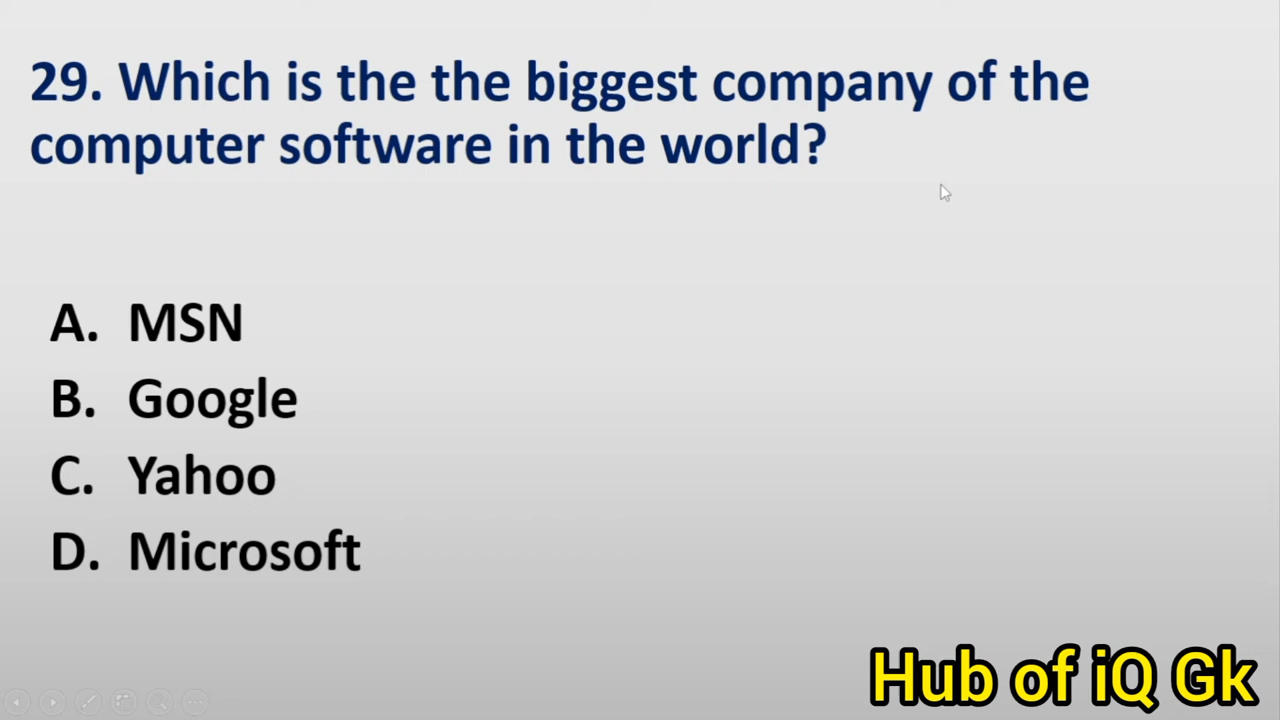 29. Which is the the biggest company of the
computer software in the world?
A. MSN
B. Google
C. Yahoo
D. Microsoft
Hub of iQ Gk